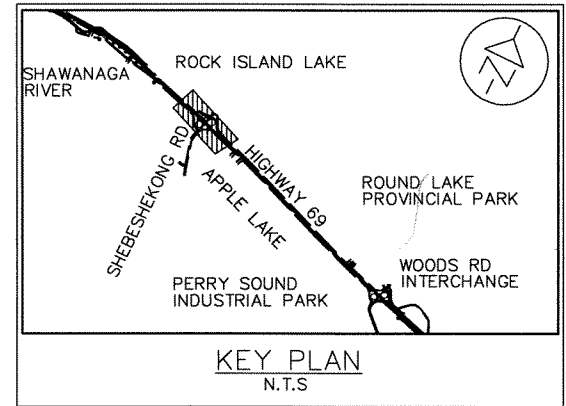 SHAWANAGA
RIVER
ROCK ISLAND LAKE
SHEBESHEKONG RD
HIGHWAY 69
APPLE LAKE
ROUND LAKE
PROVINCIAL PARK
PERRY SOUND
INDUSTRIAL PARK
WOODS RD
INTERCHANGE
KEY PLAN
N.T.S